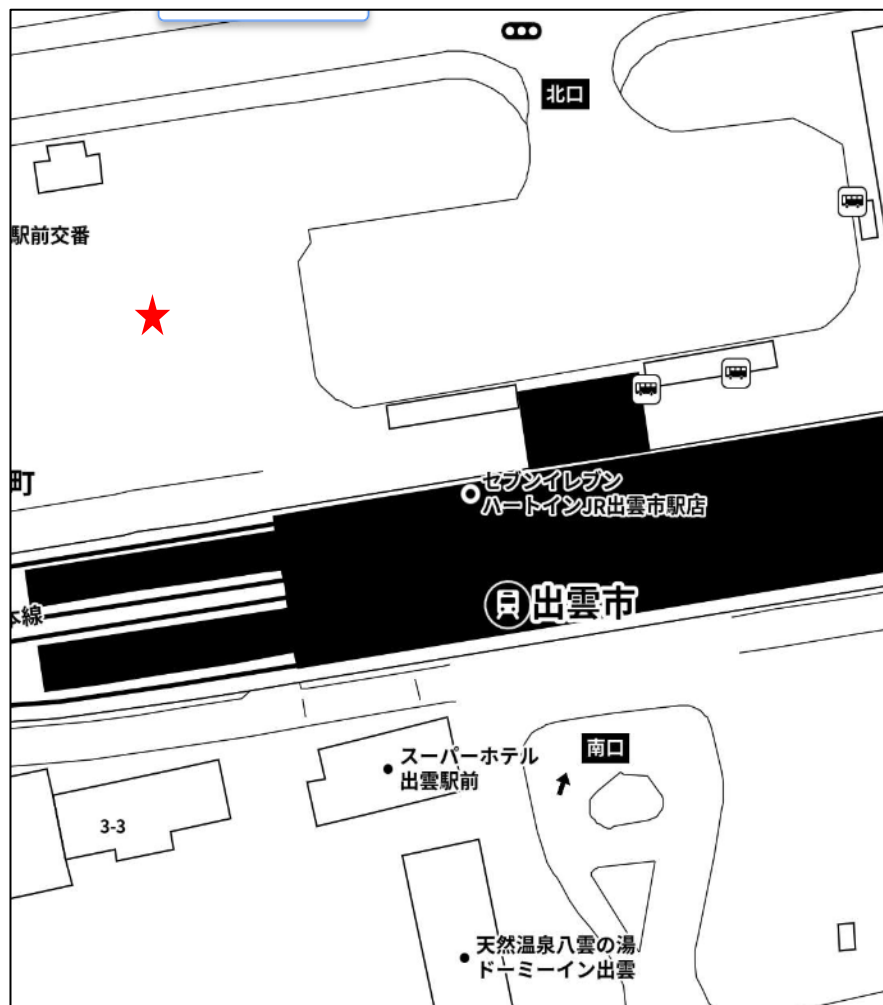 北口
駅前交番
町
セブンイレブン
ハートインJR出雲市駅店
出雲市
本線
南口
スーパーホテル
出雲駅前
3-3
天然温泉八雲の湯
ドーミーイン出雲